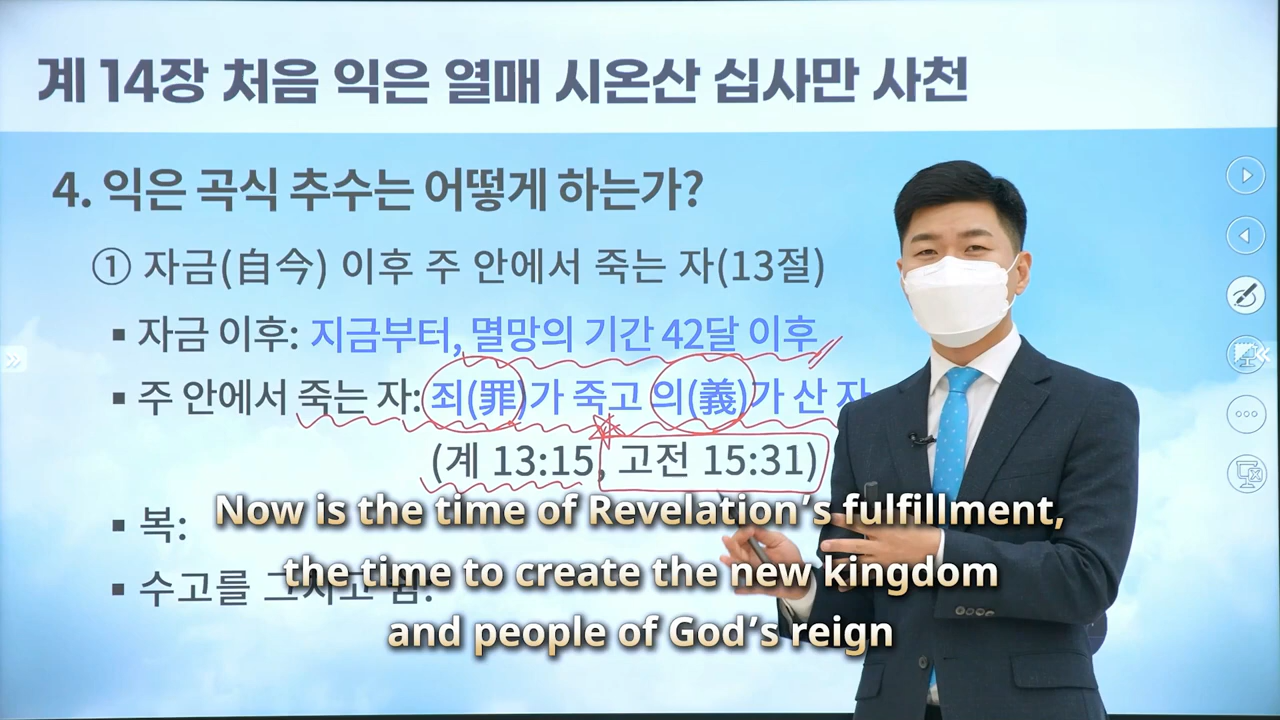 계 14장 처음 익은 열매 시온산 십사만 사천
4. 익은 곡식 추수는 어떻게 하는가?
① 자금(自今) 이후 주 안에서 죽는 자(13절)
▪ 자금 이후: 지금부터, 멸망의 기간 42달 이후
▪ 주 안에서 죽는 자: 죄(罪)가 죽고 의(義)가 산 자
(계 13:15, 고전 15:31)
▪ 복:
▪ 수고를 그치고 쉼:
Now is the time of Revelation's fulfillment,
the time to create the new kingdom
and people of God's reign